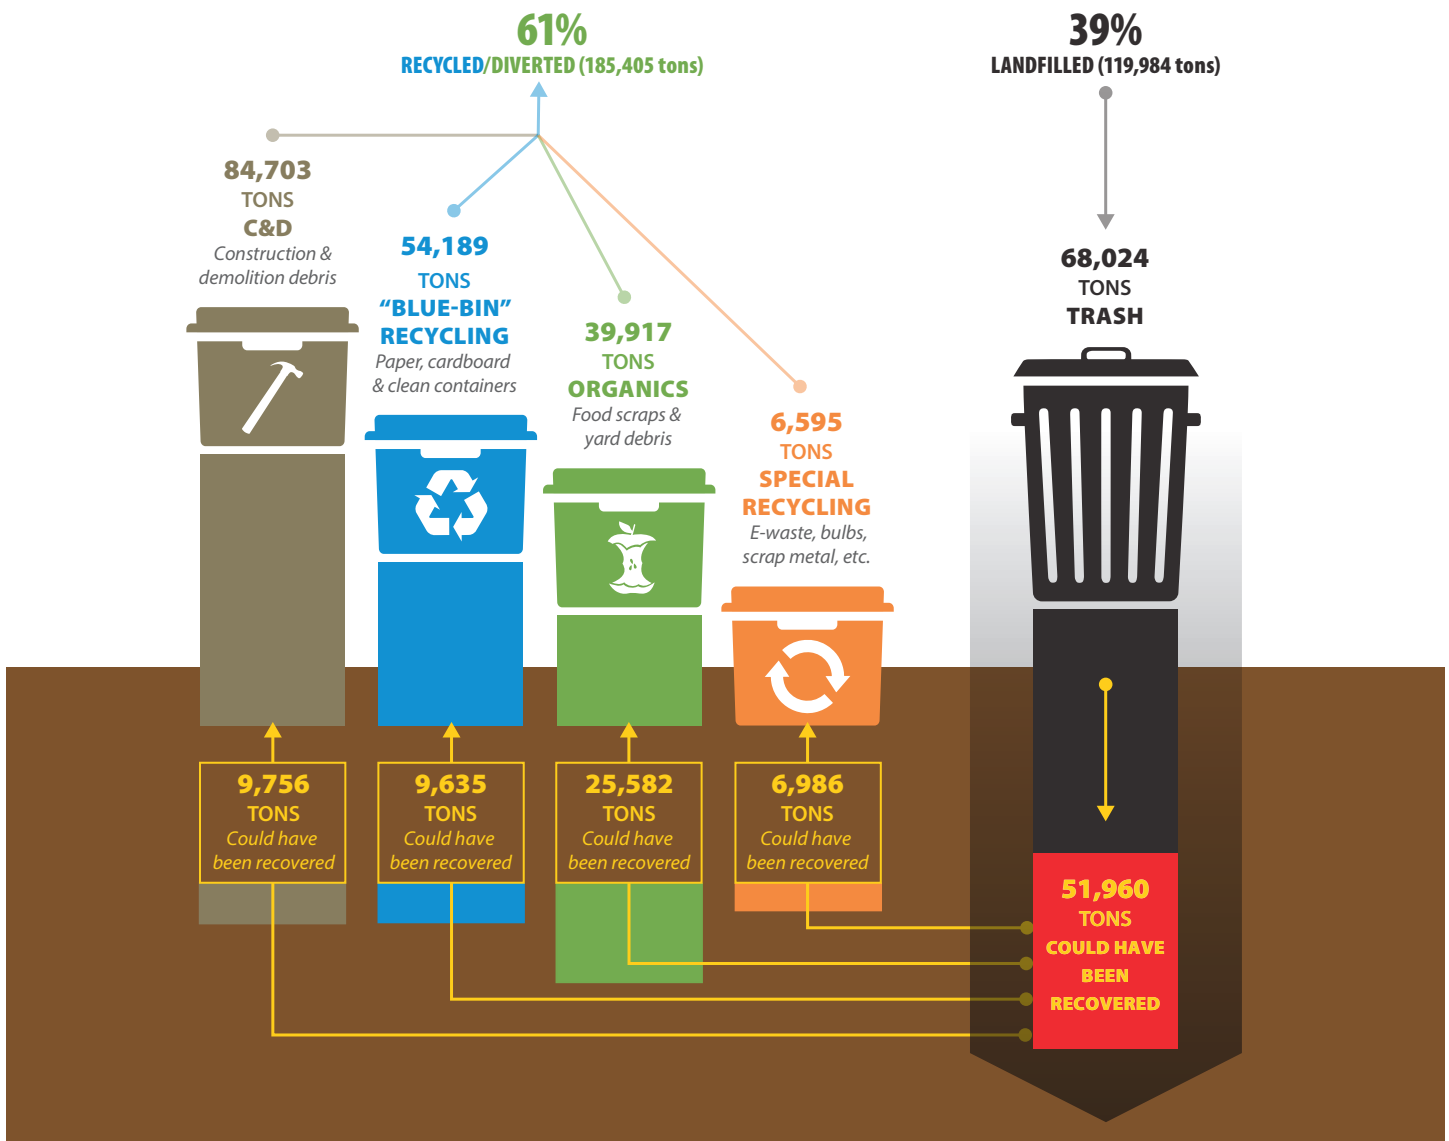 61%
RECYCLED/DIVERTED (185,405 tons)
39%
LANDFILLED (119,984 tons)
84,703
TONS
C&D
Construction &
demolition debris
54,189
TONS
“BLUE-BIN”
RECYCLING
Paper, cardboard
& clean containers
39,917
TONS
ORGANICS
Food scraps &
yard debris
6,595
TONS
SPECIAL
RECYCLING
E-waste, bulbs,
scrap metal, etc.
68,024
TONS
TRASH
9,756
TONS
Could have
been recovered
9,635
TONS
Could have
been recovered
25,582
TONS
Could have
been recovered
6,986
TONS
Could have
been recovered
51,960
TONS
COULD HAVE
BEEN
RECOVERED